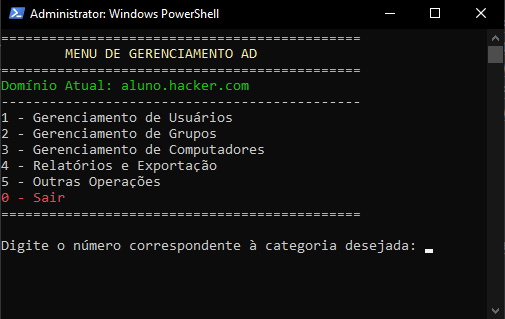 Administrator: Windows PowerShell
=============================================
MENU DE GERENCIAMENTO AD
=============================================
Domínio Atual: aluno.hacker.com
---------------------------------------------
1 - Gerenciamento de Usuários
2 - Gerenciamento de Grupos
3 - Gerenciamento de Computadores
4 - Relatórios e Exportação
5 - Outras Operações
0 - Sair
=============================================
Digite o número correspondente à categoria desejada: